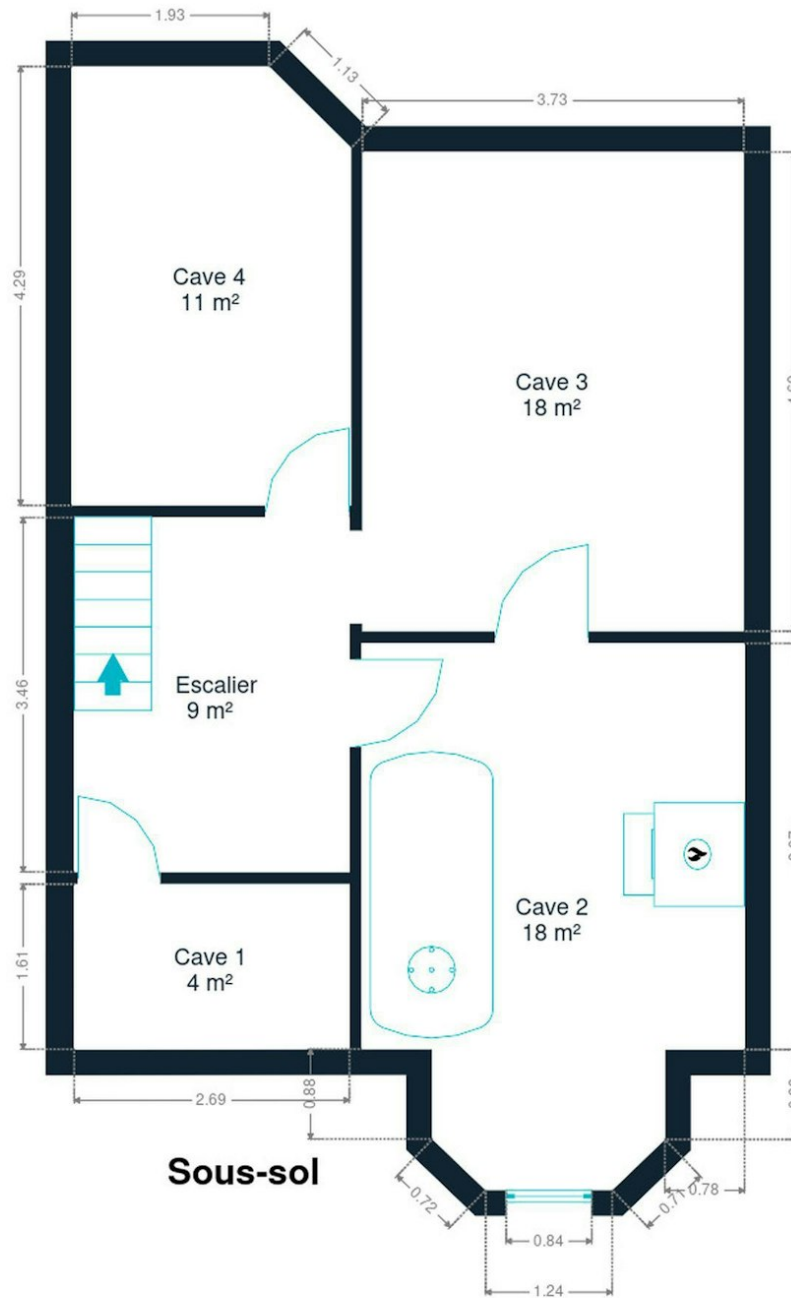 1.93
1.13
3.73
4.29
Cave 4
11 m²
Cave 3
18 m²
3.46
Escalier
9 m²
Cave 2
18 m²
Cave 1
4 m²
1.61
2.69
0.88
Sous-sol
0.72
0.71
0.78
0.84
1.24